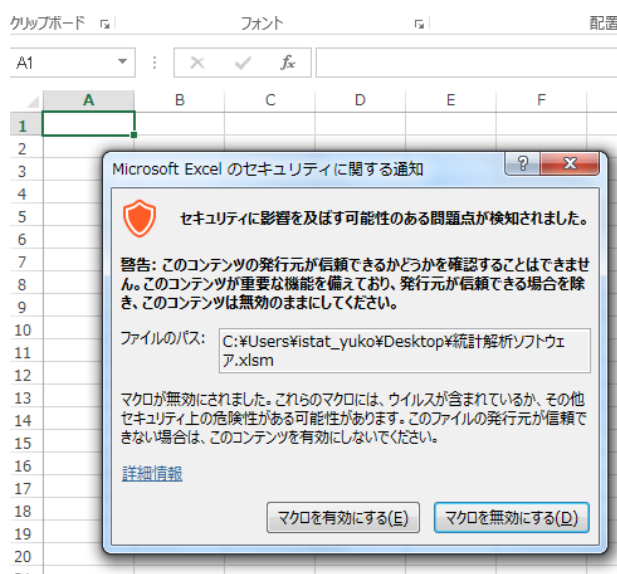 クリップボード
フォント
配置
A1
fx
A B C D E F
1
2
3
4
5
6
7
8
9
10
11
12
13
14
15
16
17
18
19
20
Microsoft Excel のセキュリティに関する通知
?
セキュリティに影響を及ぼす可能性のある問題点が検知されました。
警告: このコンテンツの発行元が信頼できるかどうかを確認することはできませ
ん。このコンテンツが重要な機能を備えており、発行元が信頼できる場合を除
き、このコンテンツは無効のままにしてください。
ファイルのパス: C:¥Users¥istat_yuko¥Desktop¥統計解析ソフトウェ
ア.xlsm
マクロが無効にされました。これらのマクロには、ウイルスが含まれているか、その他
セキュリティ上の危険性がある可能性があります。このファイルの発行元が信頼で
きない場合は、このコンテンツを有効にしないでください。
詳細情報
マクロを有効にする(E) マクロを無効にする(D)